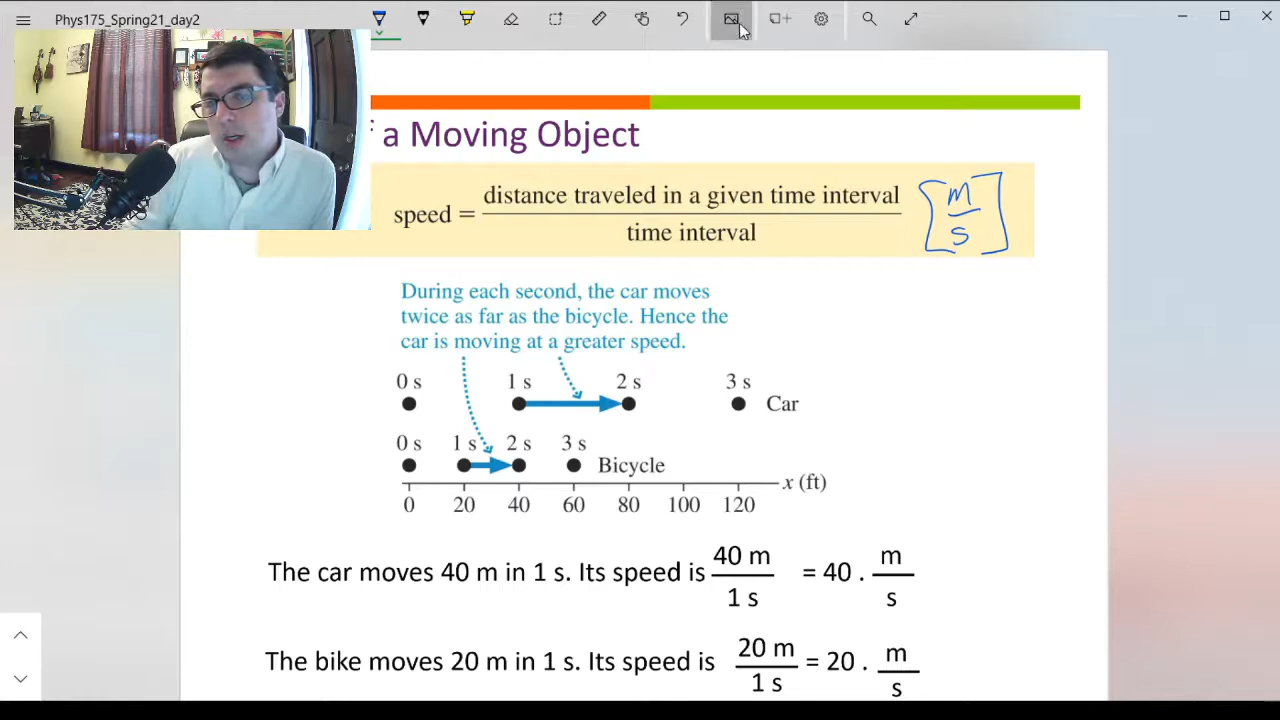 Phys175_Spring21_day2
a Moving Object
speed = distance traveled in a given time interval
time interval
[m
s]
During each second, the car moves
twice as far as the bicycle. Hence the
car is moving at a greater speed.
0 s 1 s 2 s 3 s
Car
0 s 1 s 2 s 3 s
Bicycle
x (ft)
0 20 40 60 80 100 120
The car moves 40 m in 1 s. Its speed is 40 m = 40 . m
1 s s
The bike moves 20 m in 1 s. Its speed is 20 m = 20 . m
1 s s